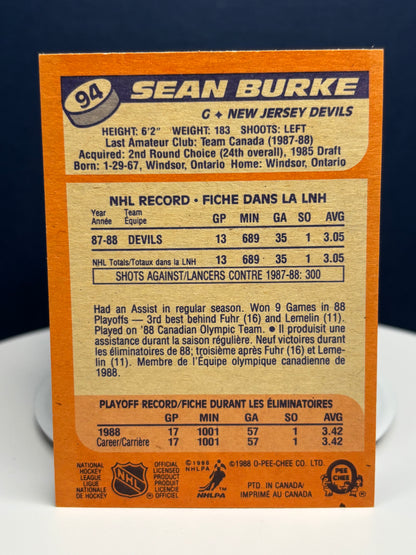 94
SEAN BURKE
G ✦ NEW JERSEY DEVILS
HEIGHT: 6'2" WEIGHT: 183 SHOOTS: LEFT
Last Amateur Club: Team Canada (1987-88)
Acquired: 2nd Round Choice (24th overall), 1985 Draft
Born: 1-29-67, Windsor, Ontario Home: Windsor, Ontario
NHL RECORD • FICHE DANS LA LNH
Year Team GP MIN GA SO AVG
Année Équipe
87-88 DEVILS 13 689 35 1 3.05
NHL Totals/Totaux dans la LNH 13 689 35 1 3.05
SHOTS AGAINST/LANCERS CONTRE 1987-88: 300
Had an Assist in regular season. Won 9 Games in 88
Playoffs — 3rd best behind Fuhr (16) and Lemelin (11).
Played on '88 Canadian Olympic Team. ● Il produisit une
assistance durant la saison régulière. Neuf victoires durant
les éliminatoires de 88; troisième après Fuhr (16) et Leme-
lin (11). Membre de l'Équipe olympique canadienne de
1988.
PLAYOFF RECORD/FICHE DURANT LES ÉLIMINATOIRES
GP MIN GA SO AVG
1988 17 1001 57 1 3.42
Career/Carrière 17 1001 57 1 3.42
NATIONAL
HOCKEY
LEAGUE
LIGUE
NATIONALE
DE HOCKEY
NHL
OFFICIAL
LICENSED
PRODUCT
PRODUIT
OFFICIEL
LICENCIÉ
NHLPA
©1988 O-PEE-CHEE CO. LTD.
PTD. IN CANADA/
IMPRIMÉ AU CANADA
O
PEE
CHEE